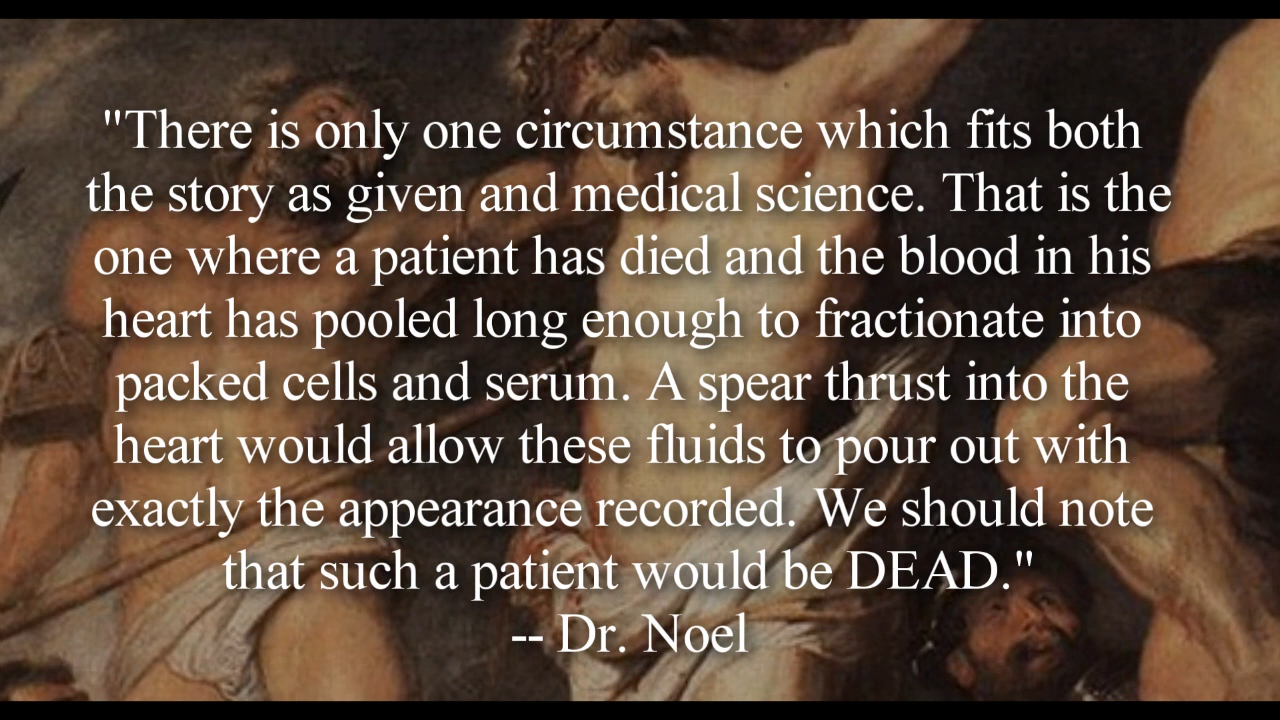 "There is only one circumstance which fits both
the story as given and medical science. That is the
one where a patient has died and the blood in his
heart has pooled long enough to fractionate into
packed cells and serum. A spear thrust into the
heart would allow these fluids to pour out with
exactly the appearance recorded. We should note
that such a patient would be DEAD."
-- Dr. Noel